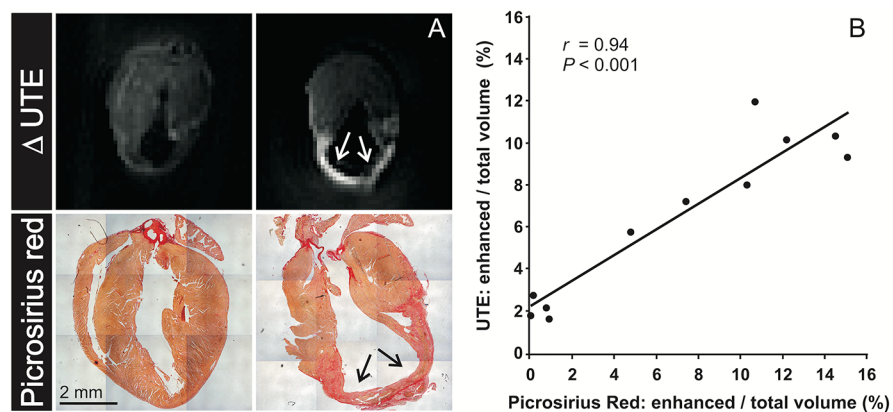 Δ UTE
A
Picrosirius red
2 mm
B
r = 0.94
P < 0.001
UTE: enhanced / total volume (%)
16
14
12
10
8
6
4
2
0
0 2 4 6 8 10 12 14 16
Picrosirius Red: enhanced / total volume (%)